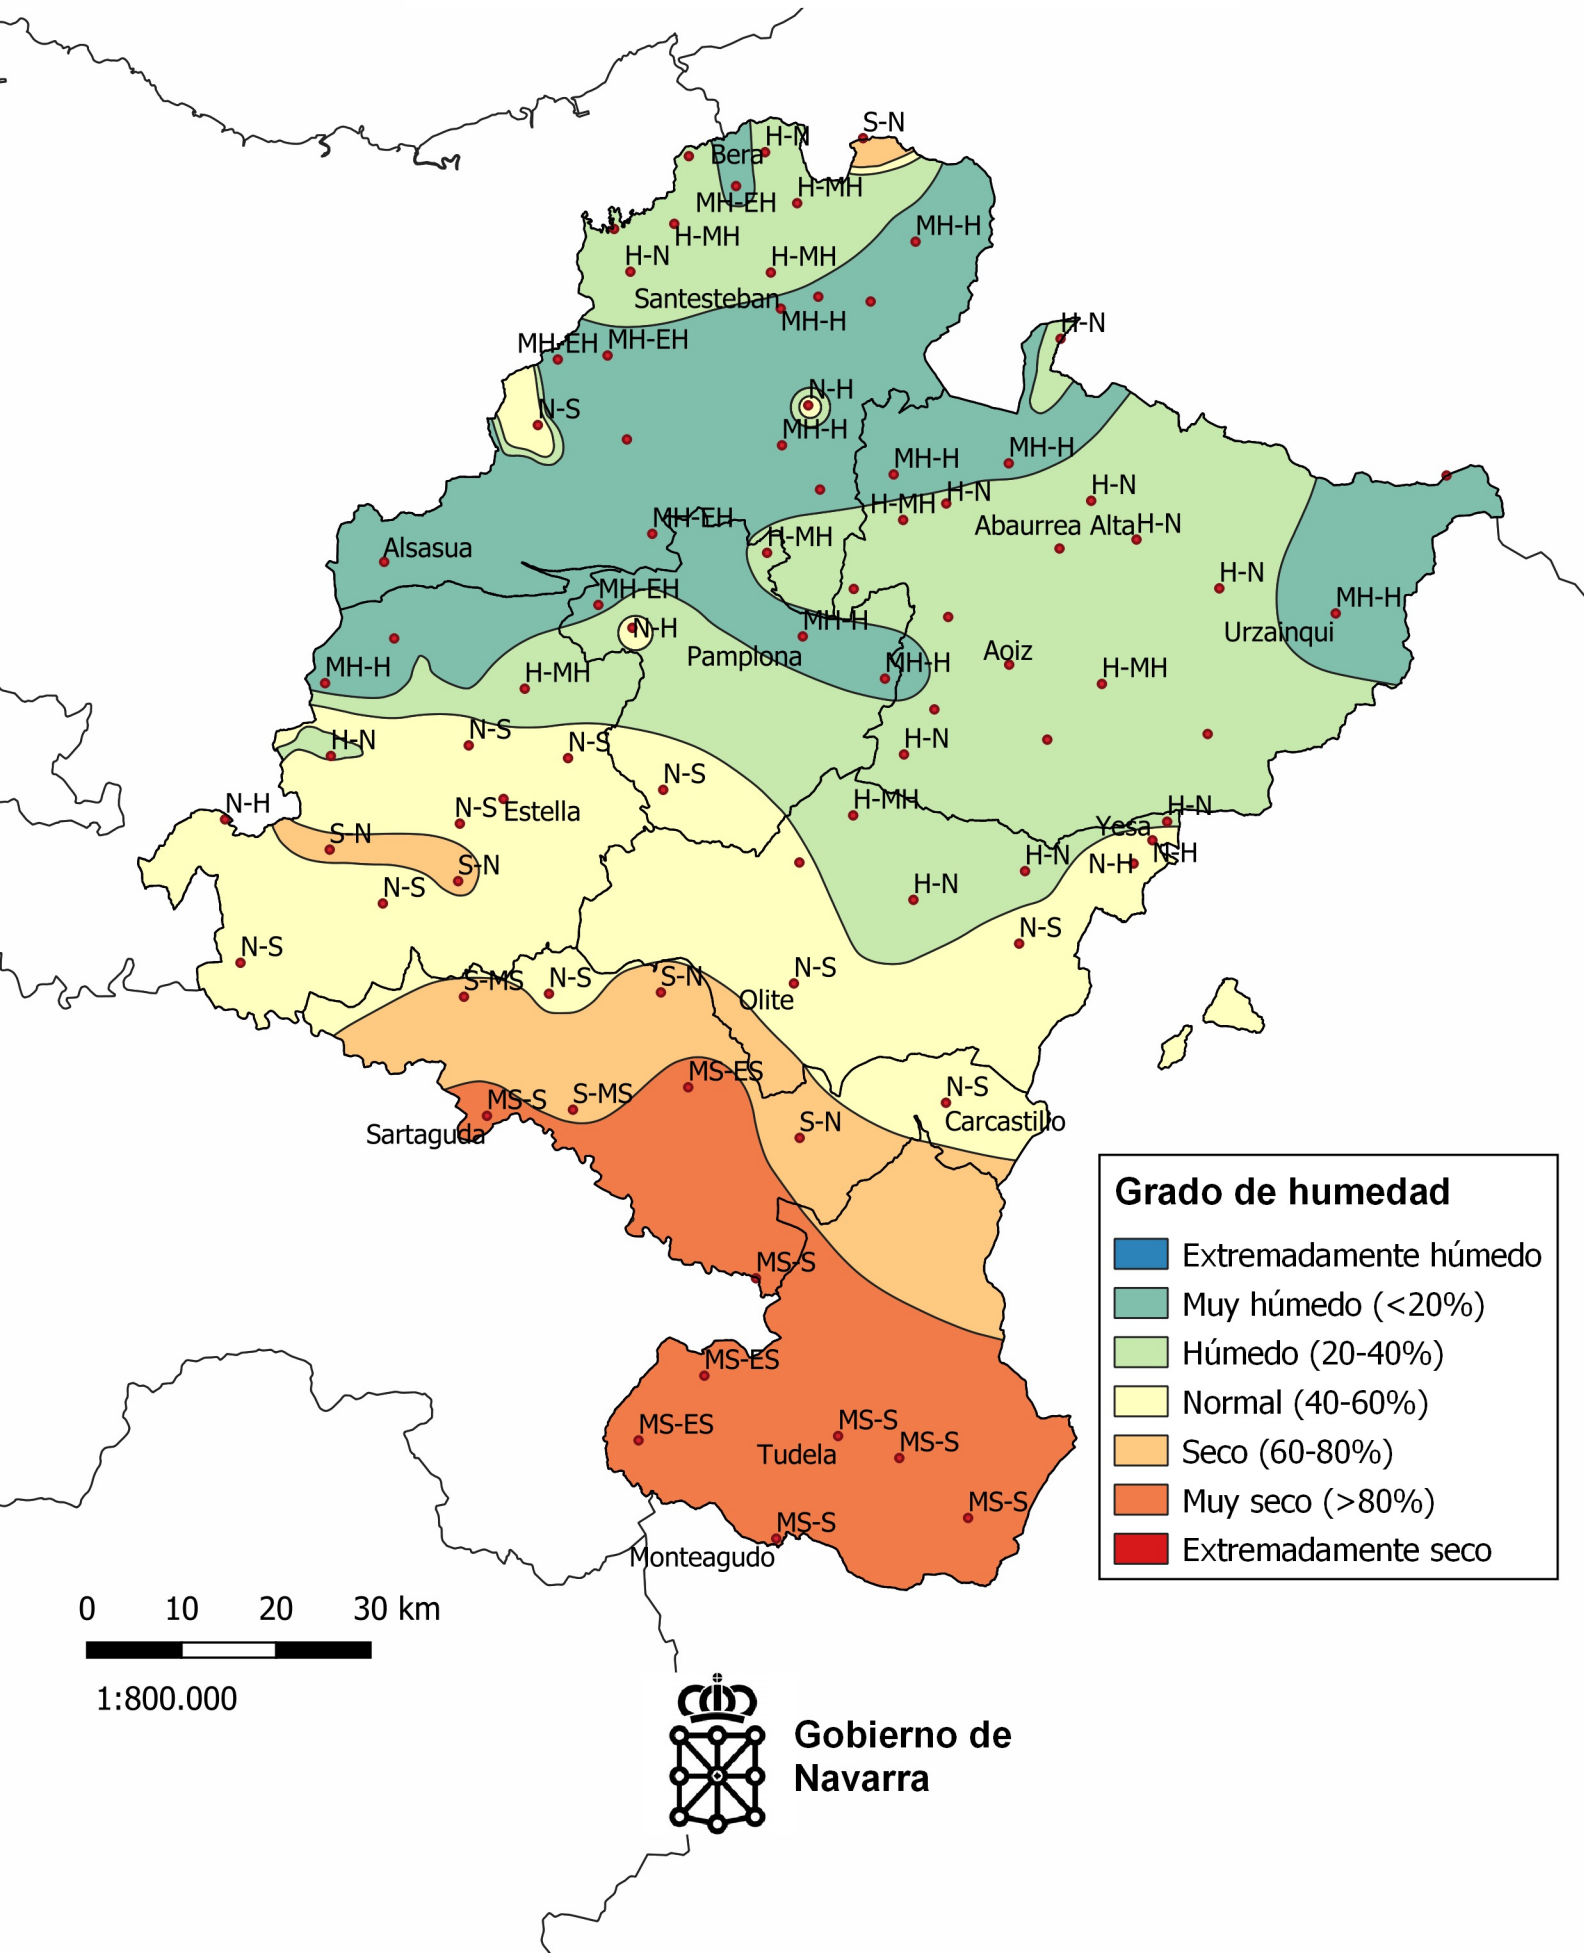 S-N
H-N
Bera
MH-EH
H-MH
H-MH
MH-H
H-N
H-MH
Santesteban
MH-H
MH-EH
MH-EH
H-N
N-H
N-S
MH-H
MH-H
MH-H
H-N
H-MH
H-N
MH-EH
Abaurrea Alta
H-N
H-MH
Alsasua
H-N
MH-EH
MH-H
MH-H
N-H
Urzainqui
Pamplona
MH-H
Aoiz
MH-H
H-MH
H-MH
N-S
H-N
N-S
H-N
N-S
N-H
H-MH
H-N
N-S
Estella
Yesa
S-N
N-H
H-N
N-H
S-N
N-S
H-N
N-S
N-S
N-S
S-MS
N-S
S-N
Olite
MS-ES
N-S
MS-S
S-MS
Carcastillo
S-N
Sartaguda
MS-S
MS-ES
MS-ES
MS-S
Tudela
MS-S
MS-S
MS-S
Monteagudo
Grado de humedad
Extremadamente húmedo
Muy húmedo (<20%)
Húmedo (20-40%)
Normal (40-60%)
Seco (60-80%)
Muy seco (>80%)
Extremadamente seco
0 10 20 30 km
1:800.000
Gobierno de
Navarra